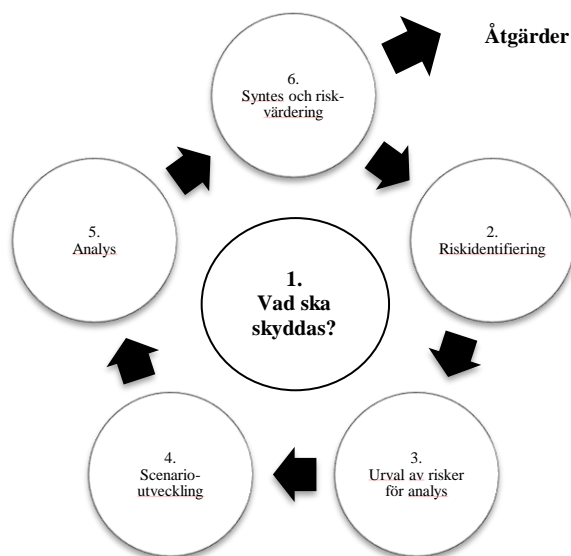 Åtgärder
6.
Syntes och risk-
värdering
5.
Analys
2.
Riskidentifiering
1.
Vad ska
skyddas?
4.
Scenario-
utveckling
3.
Urval av risker
för analys